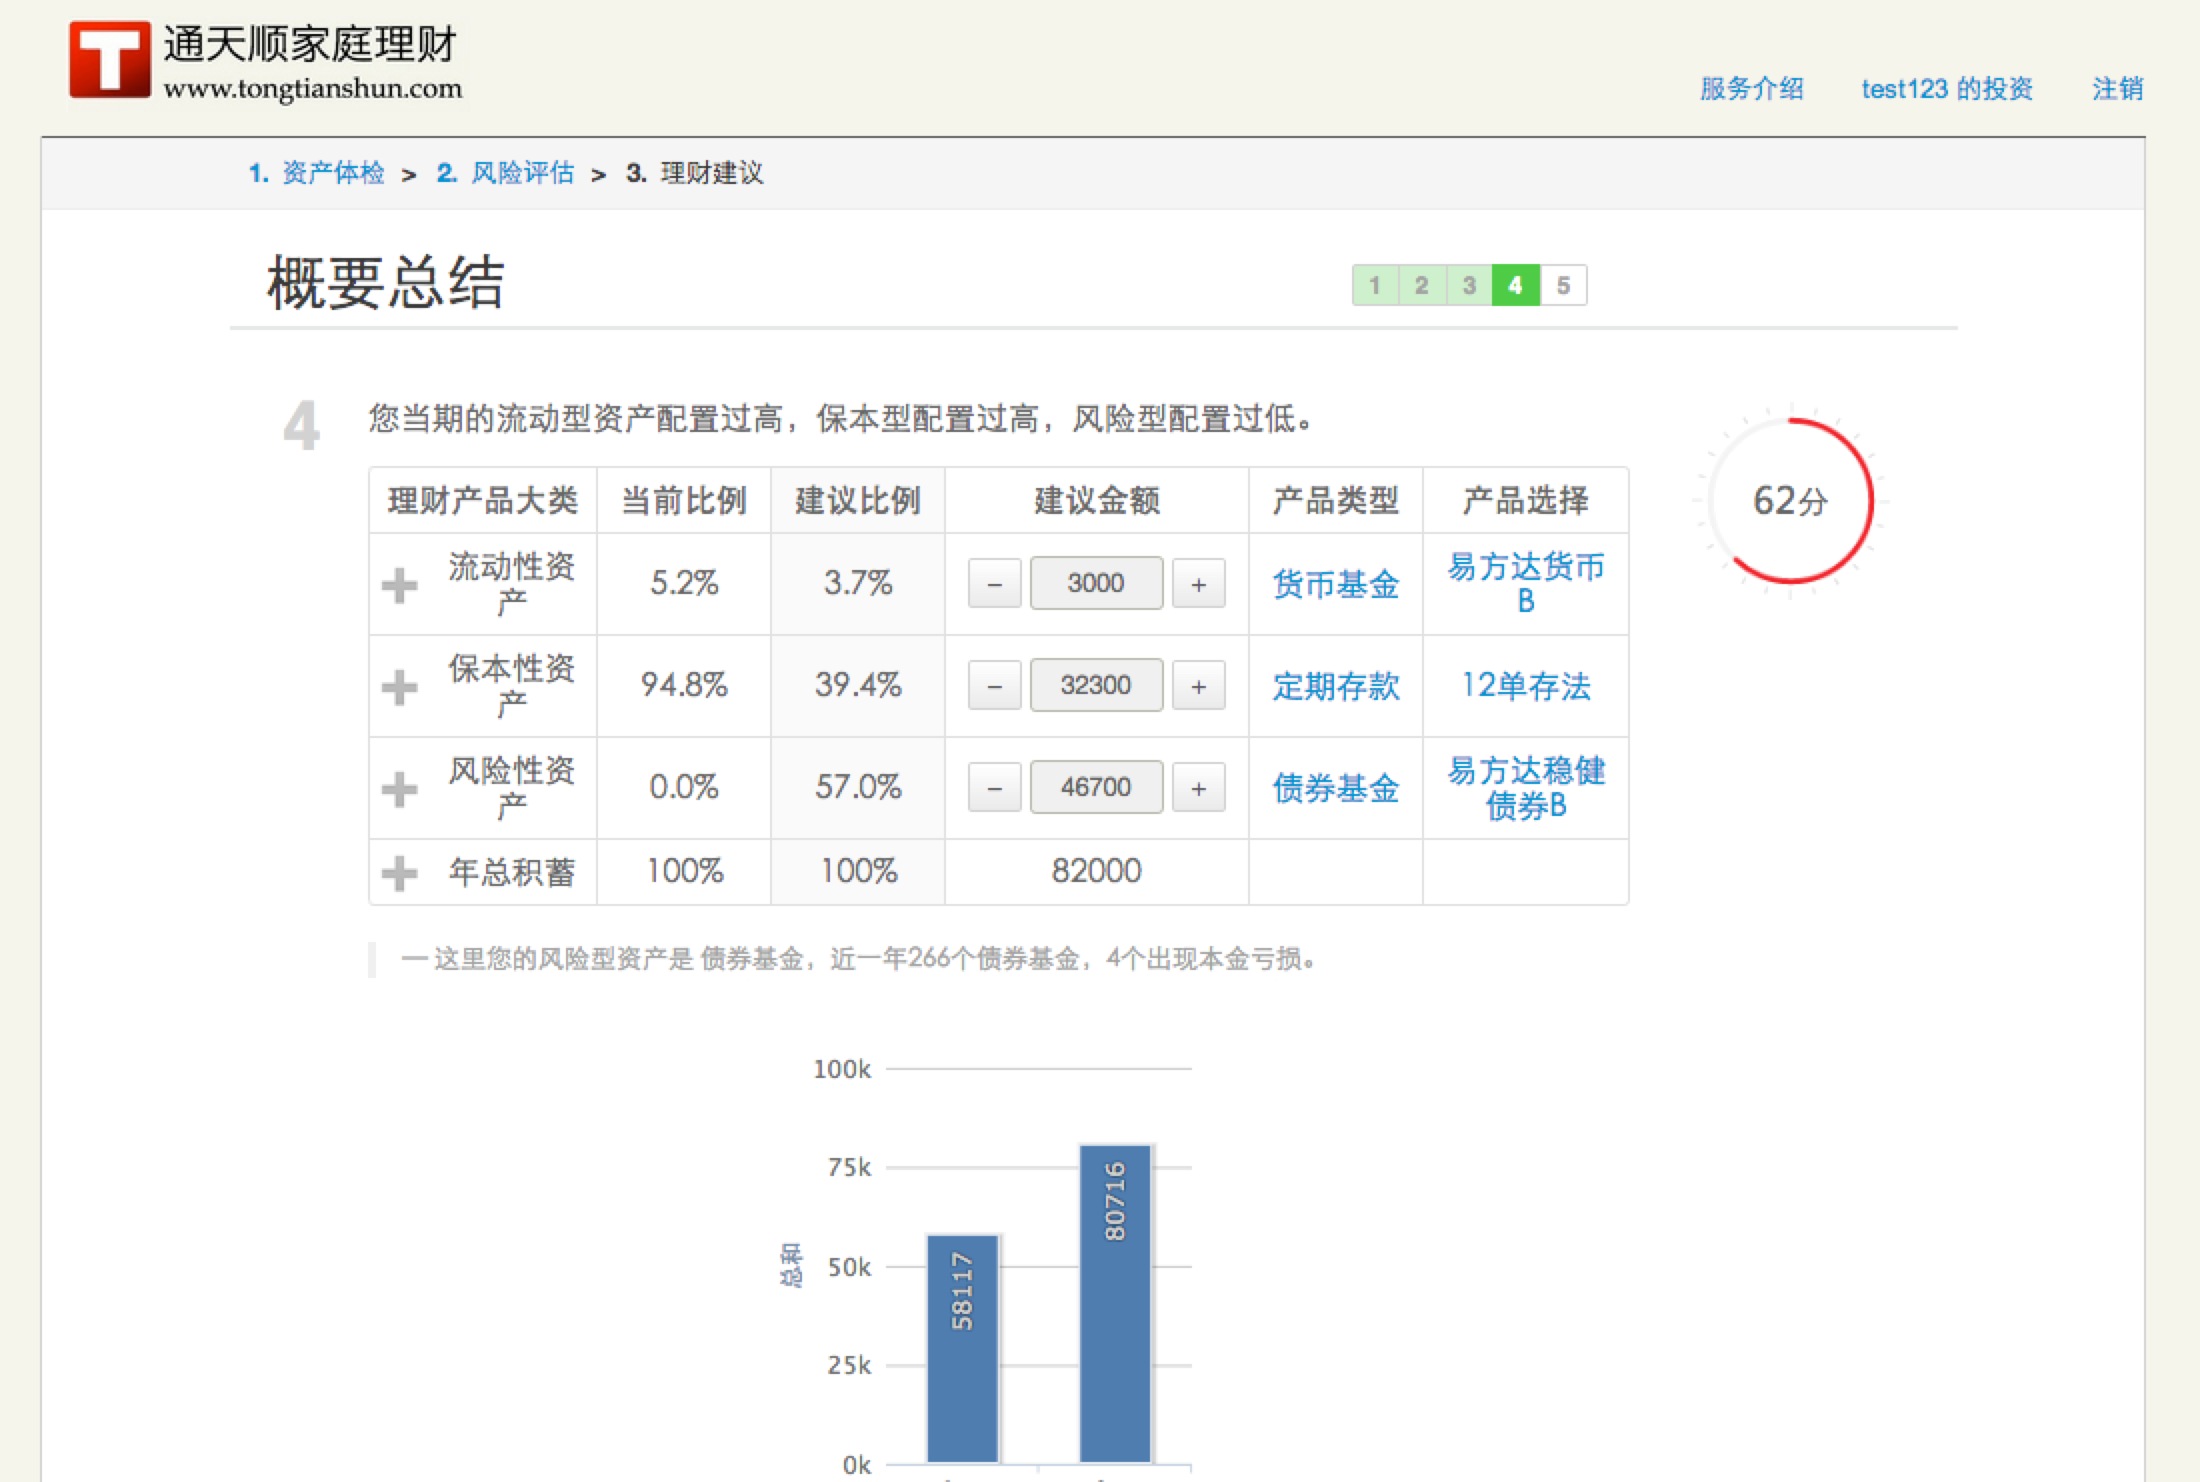 通天顺家庭理财
www.tongtianshun.com
服务介绍 test123 的投资 注销
1. 资产体检 > 2. 风险评估 > 3. 理财建议
概要总结
1 2 3 4 5
4
您当期的流动型资产配置过高，保本型配置过高，风险型配置过低。
62分
理财产品大类 当前比例 建议比例 建议金额 产品类型 产品选择
流动性资
产
5.2% 3.7% − 3000 + 货币基金
易方达货币
B
保本性资
产
94.8% 39.4% − 32300 + 定期存款 12单存法
风险性资
产
0.0% 57.0% − 46700 + 债券基金
易方达稳健
债券B
年总积蓄 100% 100% 82000
— 这里您的风险型资产是 债券基金，近一年266个债券基金，4个出现本金亏损。
100k
75k
50k
25k
0k
总和
58117
80716